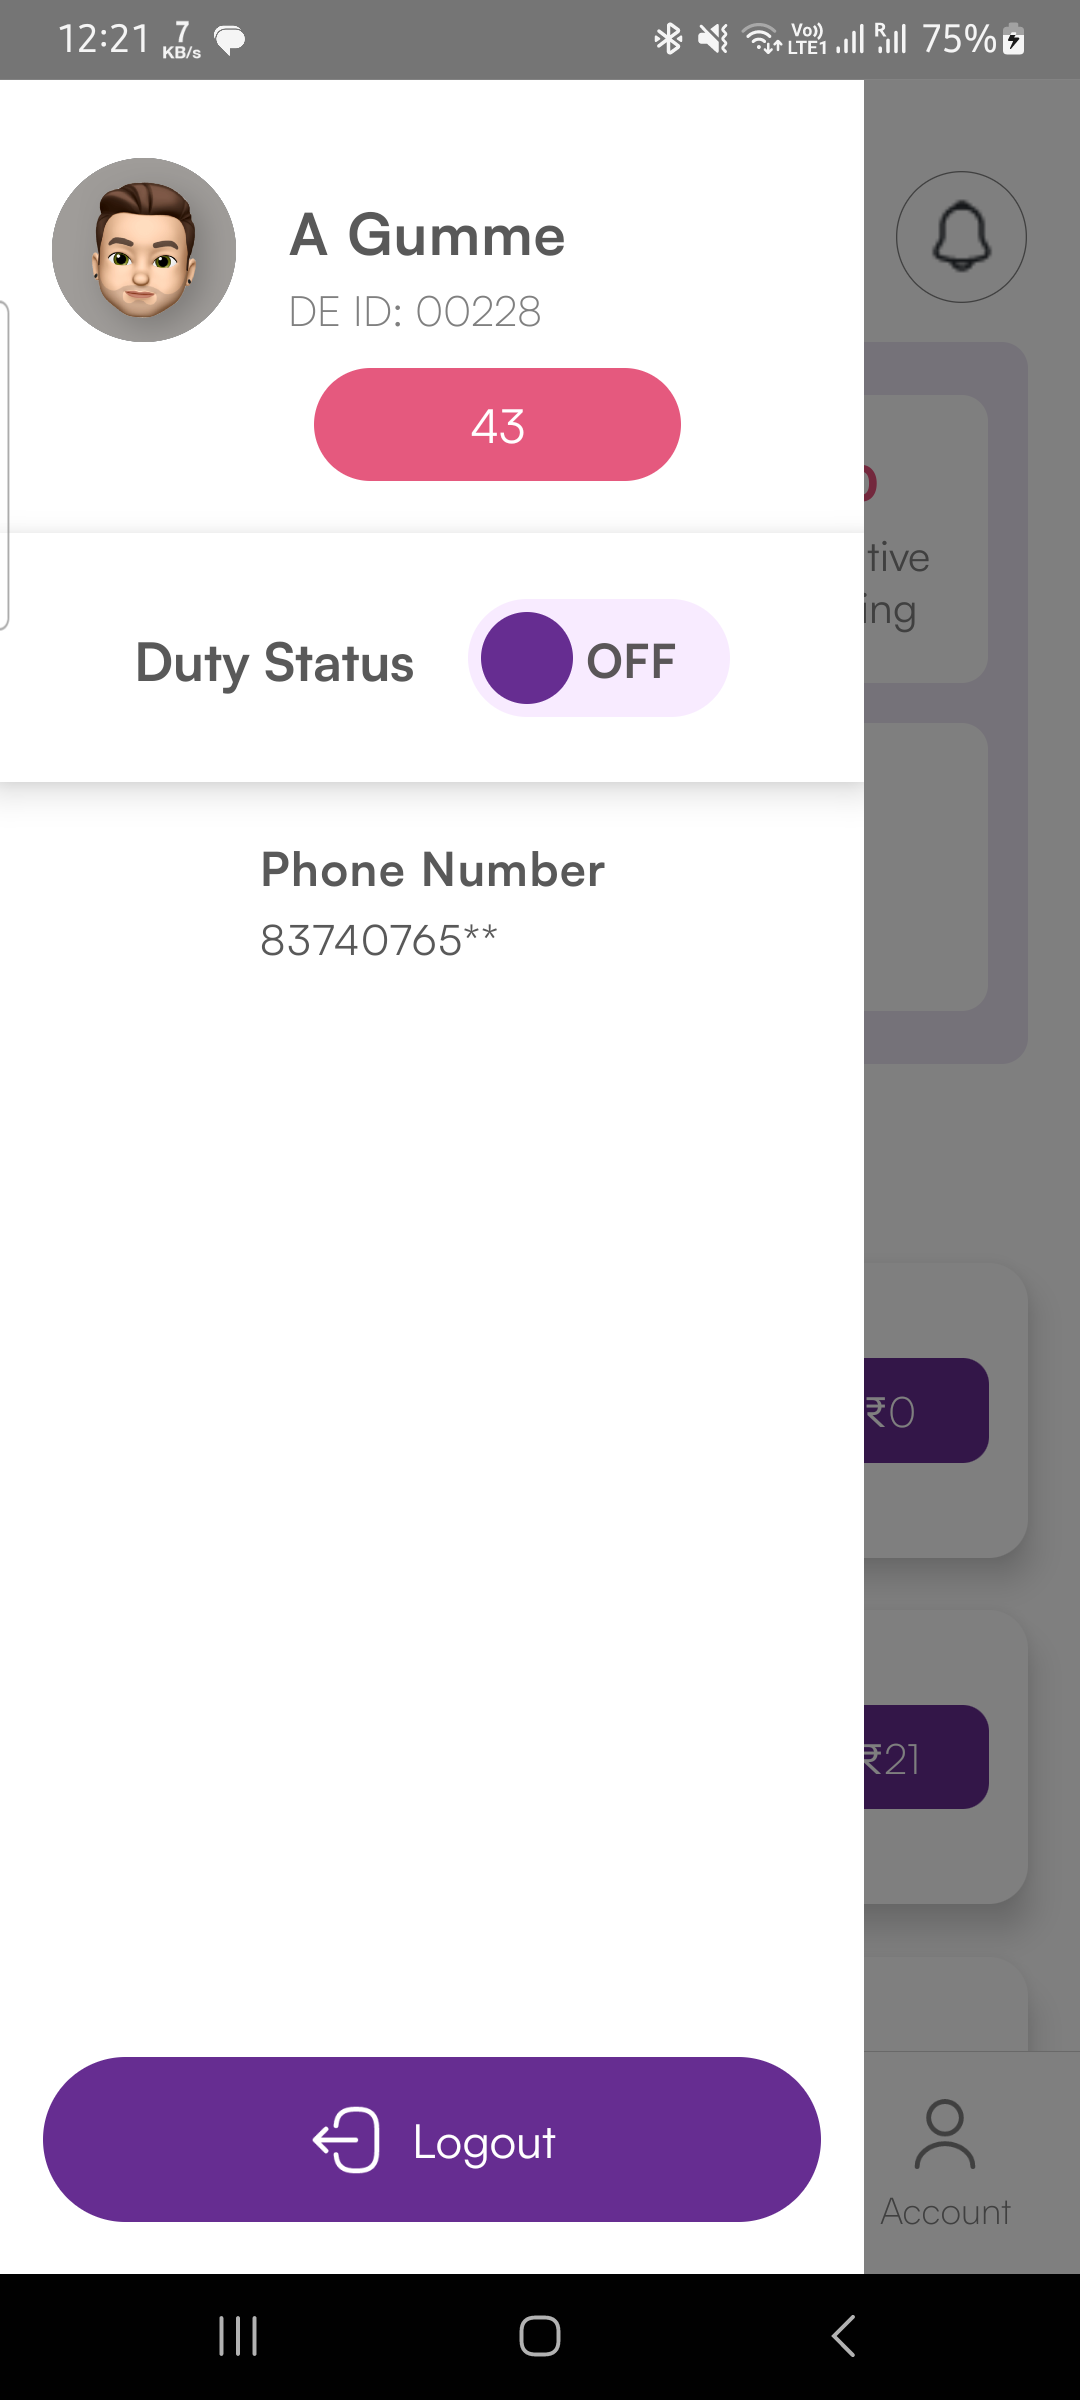 12:21 7 KB/s Vo)) LTE1 R 75%
A Gumme
DE ID: 00228
43
tive
ing
Duty Status OFF
Phone Number
83740765**
₹0
₹21
Logout
Account